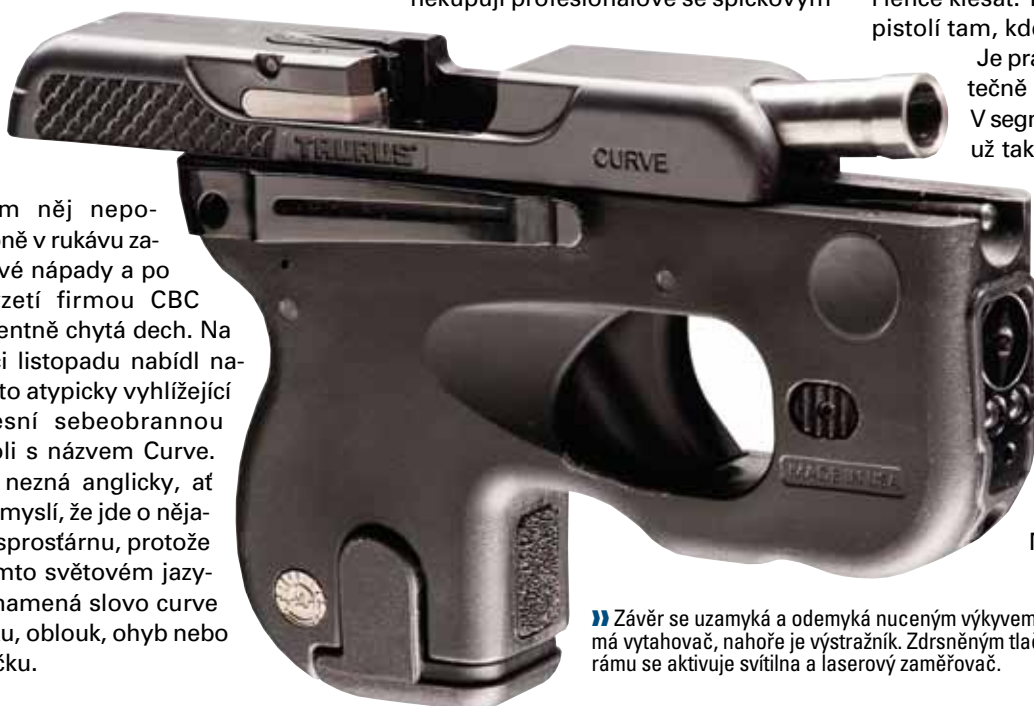 nekupují profesionálové se špičkovým
klesat.
pistolí tam, kde
Je pra
tečně
V segn
už tak
TAURUS
CURVE
MADE IN USA
m něj nepo-
ně v rukávu za-
vé nápady a po
zetí firmou CBC
entně chytá dech. Na
ci listopadu nabídl na-
to atypicky vyhlížející
esní sebeobrannou
oli s názvem Curve.
nezná anglicky, ať
myslí, že jde o něja-
sprosťárnu, protože
mto světovém jazy-
namená slovo curve
u, oblouk, ohyb nebo
čku.
Závěr se uzamyká a odemyká nuceným výkyvem
má vytahovač, nahoře je výstražník. Zdrsněným tlač
rámu se aktivuje svítilna a laserový zaměřovač.